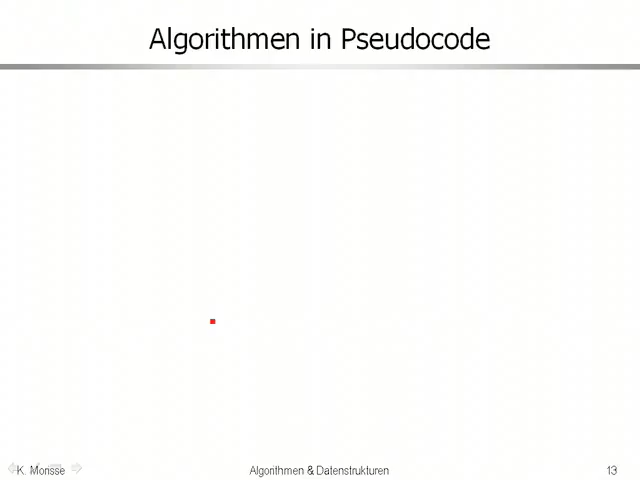 Algorithmen in Pseudocode
K. Morisse
Algorithmen & Datenstrukturen
13